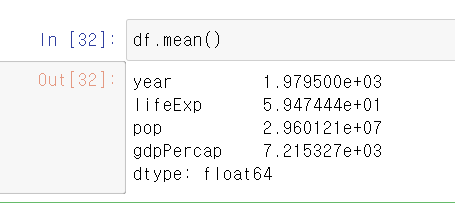 In [32]: df.mean()
Out[32]: year 1.979500e+03
lifeExp 5.947444e+01
pop 2.960121e+07
gdpPercap 7.215327e+03
dtype: float64